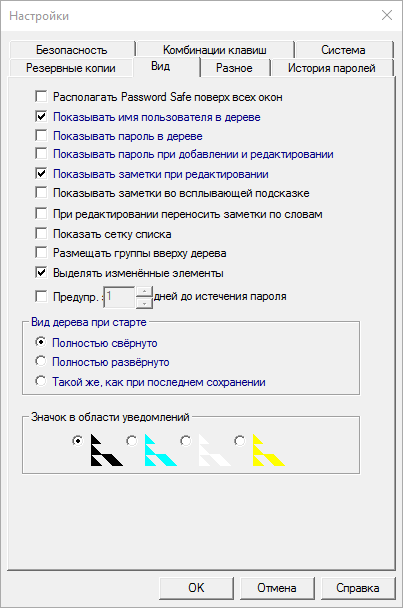 Настройки
Безопасность Комбинации клавиш Система
Резервные копии Вид Разное История паролей
Располагать Password Safe поверх всех окон
Показывать имя пользователя в дереве
Показывать пароль в дереве
Показывать пароль при добавлении и редактировании
Показывать заметки при редактировании
Показывать заметки во всплывающей подсказке
При редактировании переносить заметки по словам
Показать сетку списка
Размещать группы вверху дерева
Выделять изменённые элементы
Предупр. : 1 дней до истечения пароля
Вид дерева при старте
Полностью свёрнуто
Полностью развёрнуто
Такой же, как при последнем сохранении
Значок в области уведомлений
OK Отмена Справка